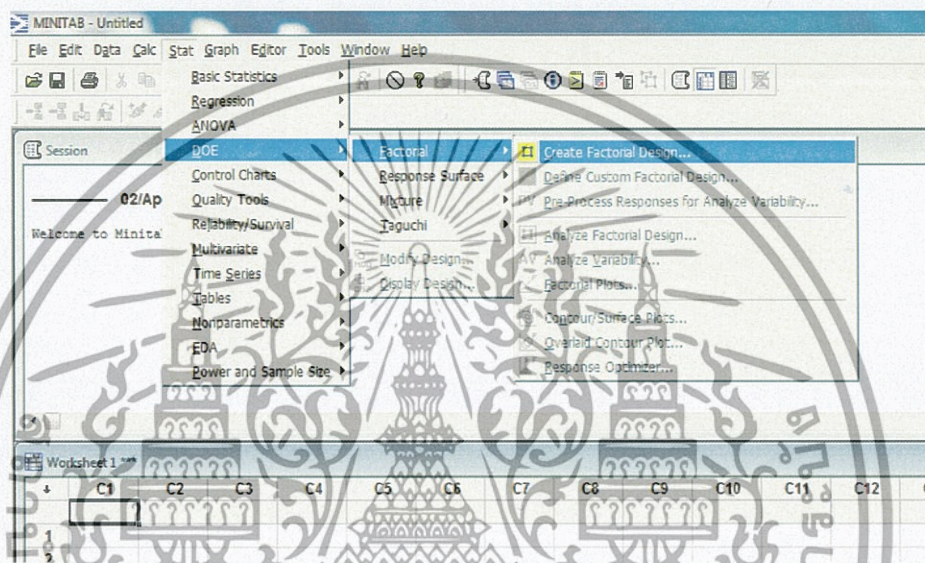 MINITAB - Untitled
File Edit Data Calc Stat Graph Editor Tools Window Help
Basic Statistics
Regression
ANOVA
Session
DOE
Factorial
Create Factorial Design...
Control Charts
Response Surface
Define Custom Factorial Design...
02/Ap
Quality Tools
Mixture
Pre-Process Responses for Analyze Variability...
Welcome to Minita
Reliability/Survival
Taguchi
Analyze Factorial Design...
Multivariate
Modify Design...
Analyze Variability...
Time Series
Display Design...
Factorial Plots...
Tables
Nonparametrics
Contour/Surface Plots...
EDA
Overlaid Contour Plot...
Power and Sample Size
Response Optimizer...
Worksheet 1 ***
C1 C2 C3 C4 C5 C6 C7 C8 C9 C10 C11 C12
1
2